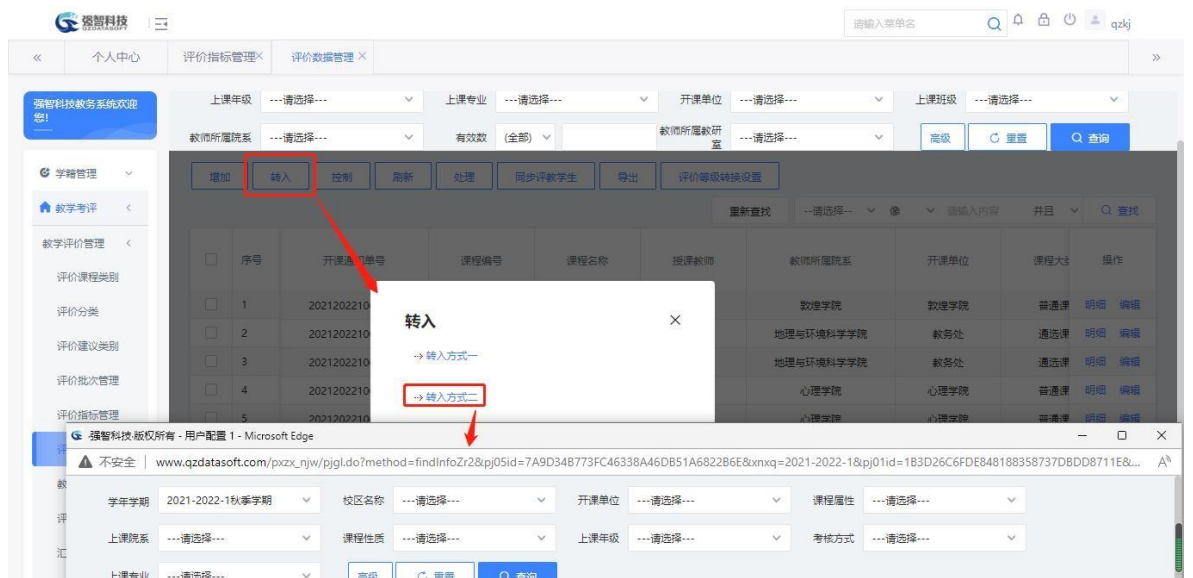 强智科技
QZDATASOFT
请输入菜单名
qzkj
« 个人中心 评价指标管理× 评价数据管理 × »
强智科技教务系统欢迎
您!
上课年级 ---请选择--- 上课专业 ---请选择--- 开课单位 ---请选择--- 上课班级 ---请选择---
教师所属院系 ---请选择--- 有效数 (全部) 教师所属教研
室 ---请选择--- 高级 重置 查询
学籍管理
教学考评
教学评价管理
评价课程类别
评价分类
评价建议类别
评价批次管理
评价指标管理
增加 转入 控制 刷新 处理 同步评教学生 导出 评价等级转换设置
重新查找 --请选择-- 像 请输入内容 并且 查找
序号 课程编号 课程名称 授课教师 教师所属院系 开课单位 操作
1 2021202210 敦煌学院 敦煌学院 普通课 明细 编辑
2 2021202210 地理与环境科学学院 教务处 通选课 明细 编辑
3 2021202210 地理与环境科学学院 教务处 通选课 明细 编辑
4 2021202210 心理学院 心理学院 普通课 明细 编辑
5 2021202210 心理学院 心理学院 普通课 明细 编辑
转入 ×
转入方式一
转入方式二
强智科技.版权所有 - 用户配置 1 - Microsoft Edge
不安全 | www.qzdatasoft.com/pxzx_njw/pjgl.do?method=findInfoZr2&pj05id=7A9D34B773FC46338A46DB51A6822B6E&xnxq=2021-2022-1&pj01id=1B3D26C6FDE848188358737DBDD8711E&...
学年学期 2021-2022-1秋季学期 校区名称 ---请选择--- 开课单位 ---请选择--- 课程属性 ---请选择---
上课院系 ---请选择--- 课程性质 ---请选择--- 上课年级 ---请选择--- 考核方式 ---请选择---
上课专业 ---请选择--- 高级 重置 查询